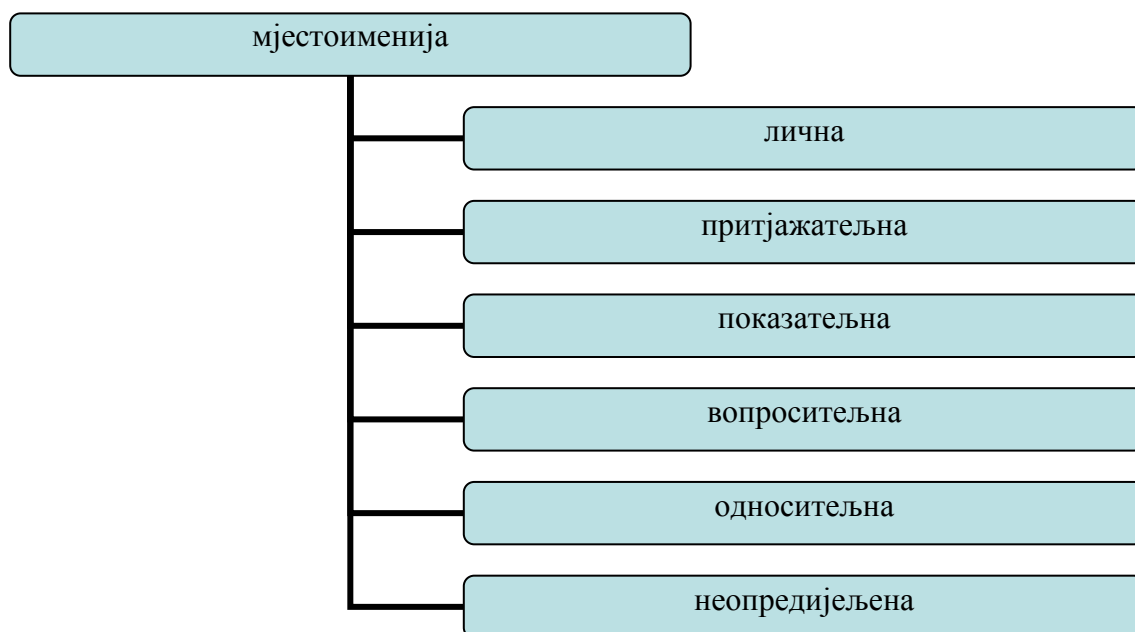 мјестоименија
лична
притјажатељна
показатељна
вопроситељна
односитељна
неопредијељена